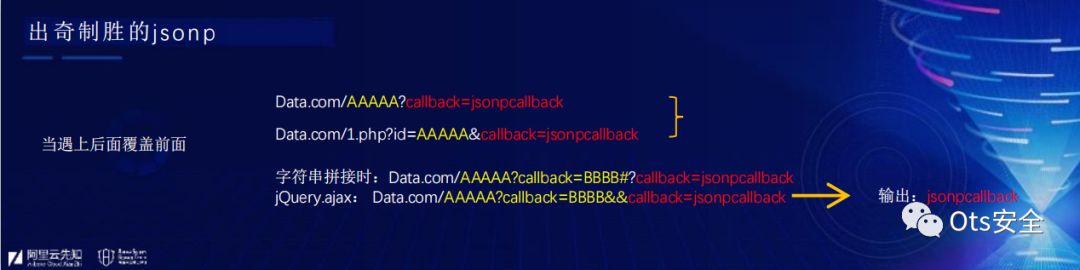 出奇制胜的jsonp
Data.com/AAAAA?callback=jsonpcallback
当遇上后面覆盖前面
Data.com/1.php?id=AAAAA&callback=jsonpcallback
字符串拼接时：Data.com/AAAAA?callback=BBBB#?callback=jsonpcallback
jQuery.ajax： Data.com/AAAAA?callback=BBBB&&callback=jsonpcallback
输出：jsonpcallback
Ots安全
阿里云先知